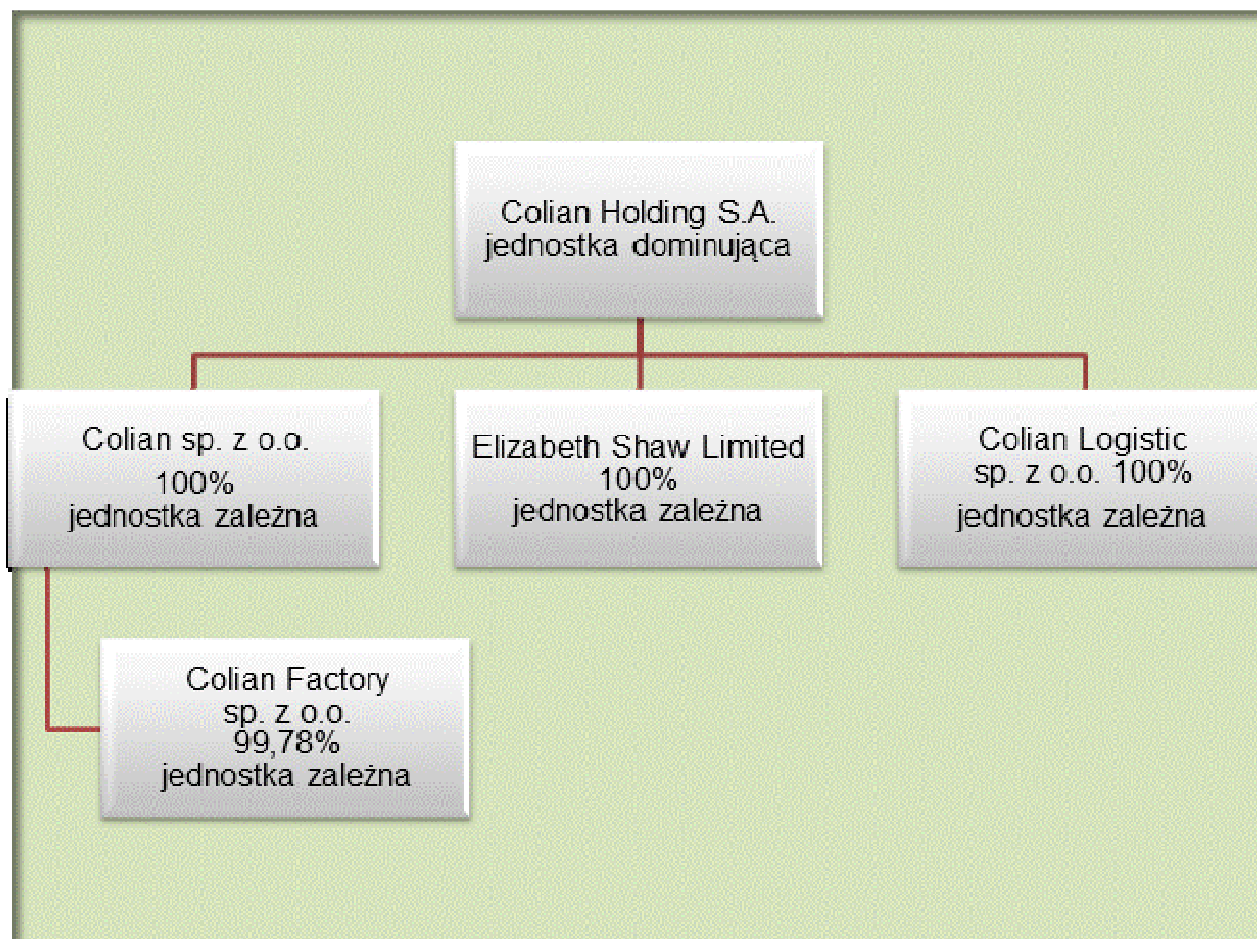 Colian Holding S.A.
jednostka dominująca
Colian sp. z o.o.
100%
jednostka zależna
Elizabeth Shaw Limited
100%
jednostka zależna
Colian Logistic
sp. z o.o. 100%
jednostka zależna
Colian Factory
sp. z o.o.
99,78%
jednostka zależna